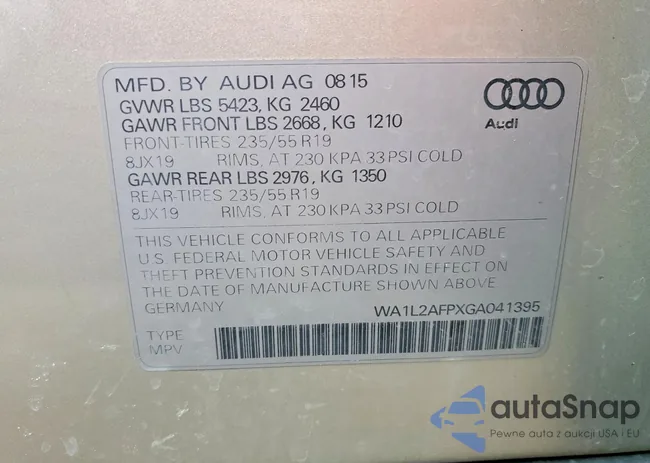 MFD. BY AUDI AG 08 15
GVWR LBS 5423, KG 2460
GAWR FRONT LBS 2668, KG 1210
FRONT-TIRES 235/55 R19
8JX19 RIMS, AT 230 KPA 33 PSI COLD
GAWR REAR LBS 2976, KG 1350
REAR-TIRES 235/55 R19
8JX19 RIMS, AT 230 KPA 33 PSI COLD
Audi
THIS VEHICLE CONFORMS TO ALL APPLICABLE
U.S. FEDERAL MOTOR VEHICLE SAFETY AND
THEFT PREVENTION STANDARDS IN EFFECT ON
THE DATE OF MANUFACTURE SHOWN ABOVE.
GERMANY WA1L2AFPXGA041395
TYPE
MPV
autaSnap
Pewne auta z aukcji USA i EU